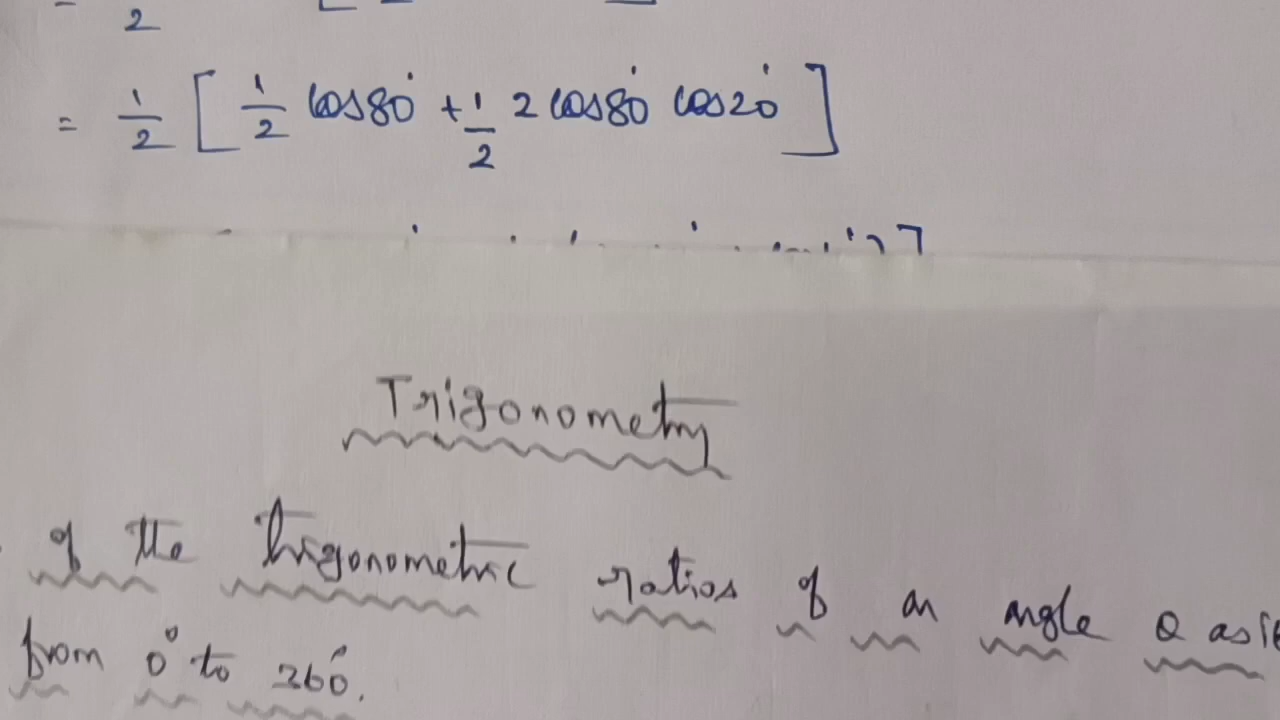 2
= 1/2 [ 1/2 cos80° + 1/2 2 cos80° cos20° ]
Trigonometry
of the trigonometric ratios of an angle θ as it
from 0° to 360°.